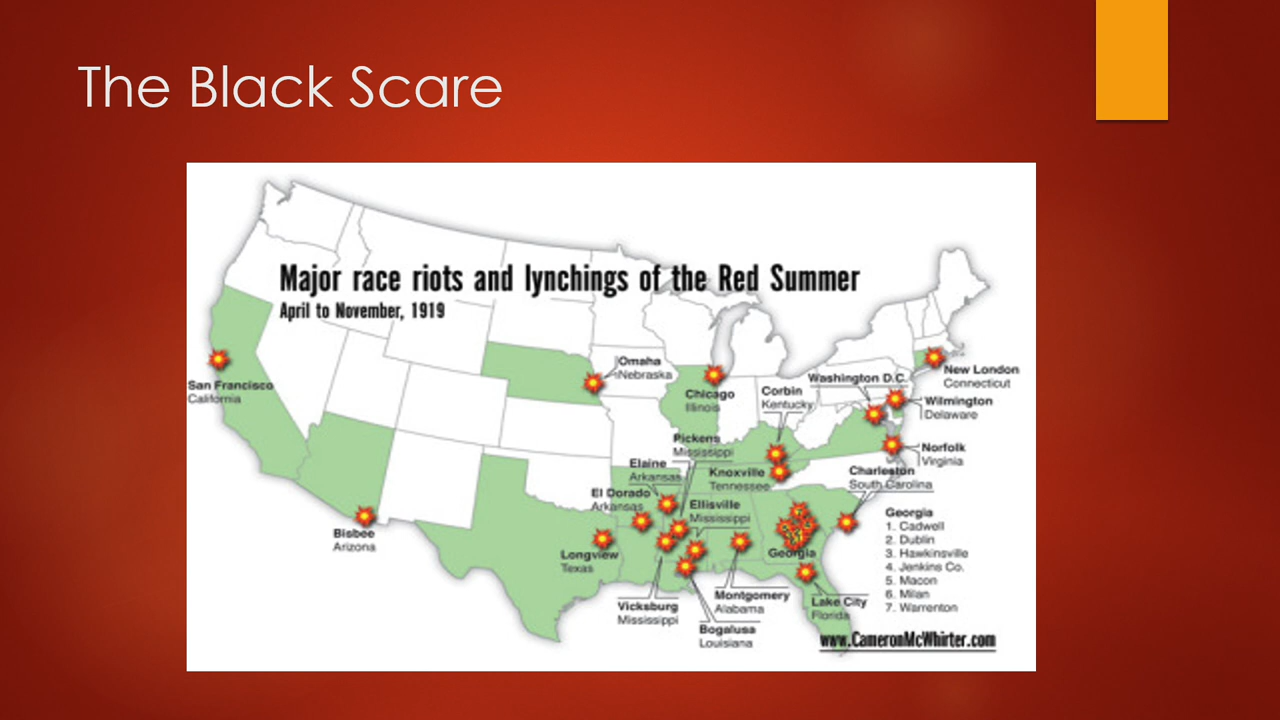 The Black Scare
Major race riots and lynchings of the Red Summer
April to November, 1919
San Francisco
California
Omaha
Nebraska
Chicago
Illinois
Corbin
Kentucky
Washington D.C.
New London
Connecticut
Wilmington
Delaware
Norfolk
Virginia
Pickens
Mississippi
Elaine
Arkansas
Knoxville
Tennessee
Charleston
South Carolina
El Dorado
Arkansas
Ellisville
Mississippi
Bisbee
Arizona
Longview
Texas
Georgia
Georgia
1. Cadwell
2. Dublin
3. Hawkinsville
4. Jenkins Co.
5. Macon
6. Milan
7. Warrenton
Vicksburg
Mississippi
Montgomery
Alabama
Lake City
Florida
Bogalusa
Louisiana
www.CameronMcWhirter.com